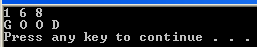 1 6 8
G O O D
Press any key to continue . . .